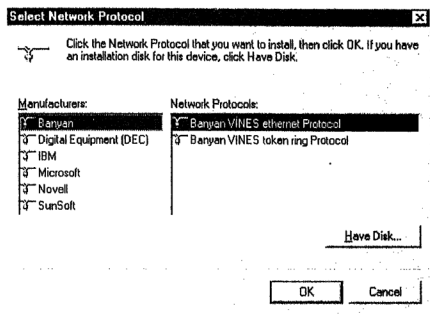 Select Network Protocol
Click the Network Protocol that you want to install, then click OK. If you have
an installation disk for this device, click Have Disk.
Manufacturers:
Banyan
Digital Equipment (DEC)
IBM
Microsoft
Novell
SunSoft
Network Protocols:
Banyan VINES ethernet Protocol
Banyan VINES token ring Protocol
Have Disk...
OK
Cancel